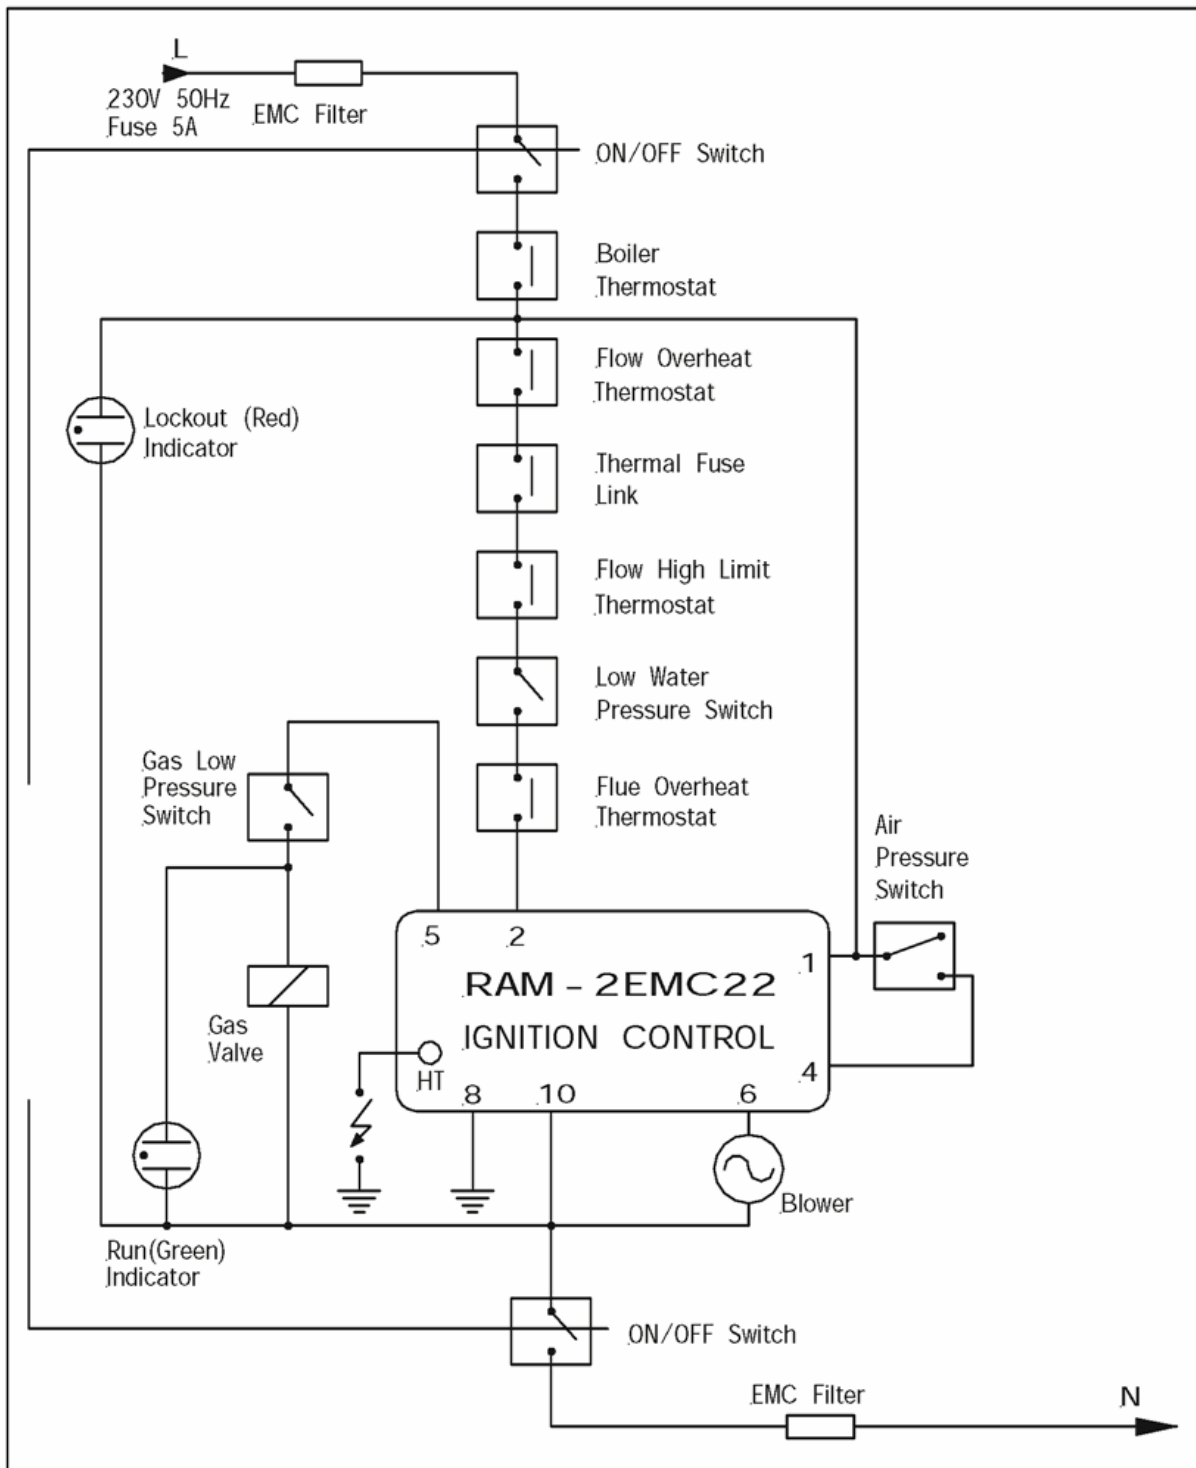 L
230V 50Hz
Fuse 5A
EMC Filter
ON/OFF Switch
Boiler
Thermostat
Flow Overheat
Thermostat
Lockout (Red)
Indicator
Thermal Fuse
Link
Flow High Limit
Thermostat
Low Water
Pressure Switch
Gas Low
Pressure
Switch
Flue Overheat
Thermostat
Air
Pressure
Switch
5
2
1
RAM - 2EMC22
IGNITION CONTROL
Gas
Valve
HT
4
8
10
6
Blower
Run(Green)
Indicator
ON/OFF Switch
EMC Filter
N